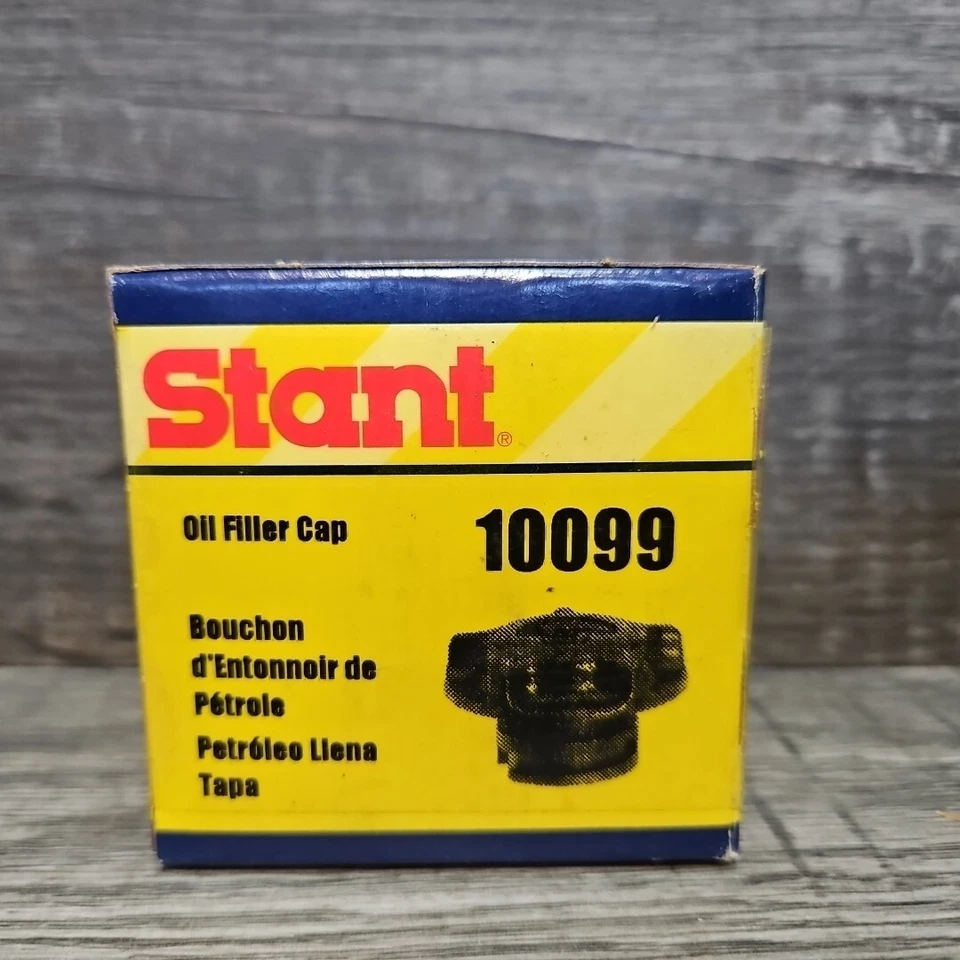 Stant®
Oil Filler Cap
10099
Bouchon
d'Entonnoir de
Pétrole
Petróleo Llena
Tapa